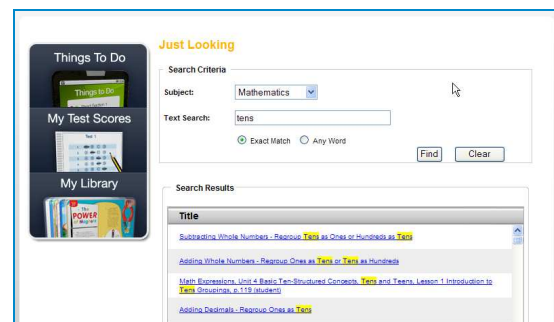 Just Looking
Things To Do
Things to Do
My Test Scores
Test 1
My Library
The
POWER
of Magnets
Search Criteria
Subject: Mathematics
Text Search: tens
Exact Match Any Word
Find Clear
Search Results
Title
Subtracting Whole Numbers - Regroup Tens as Ones or Hundreds as Tens
Adding Whole Numbers - Regroup Ones as Tens or Tens as Hundreds
Math Expressions, Unit 4 Basic Ten-Structured Concepts, Tens and Teens, Lesson 1 Introduction to
Tens Groupings, p.119 (student)
Adding Decimals - Regroup Ones as Tens